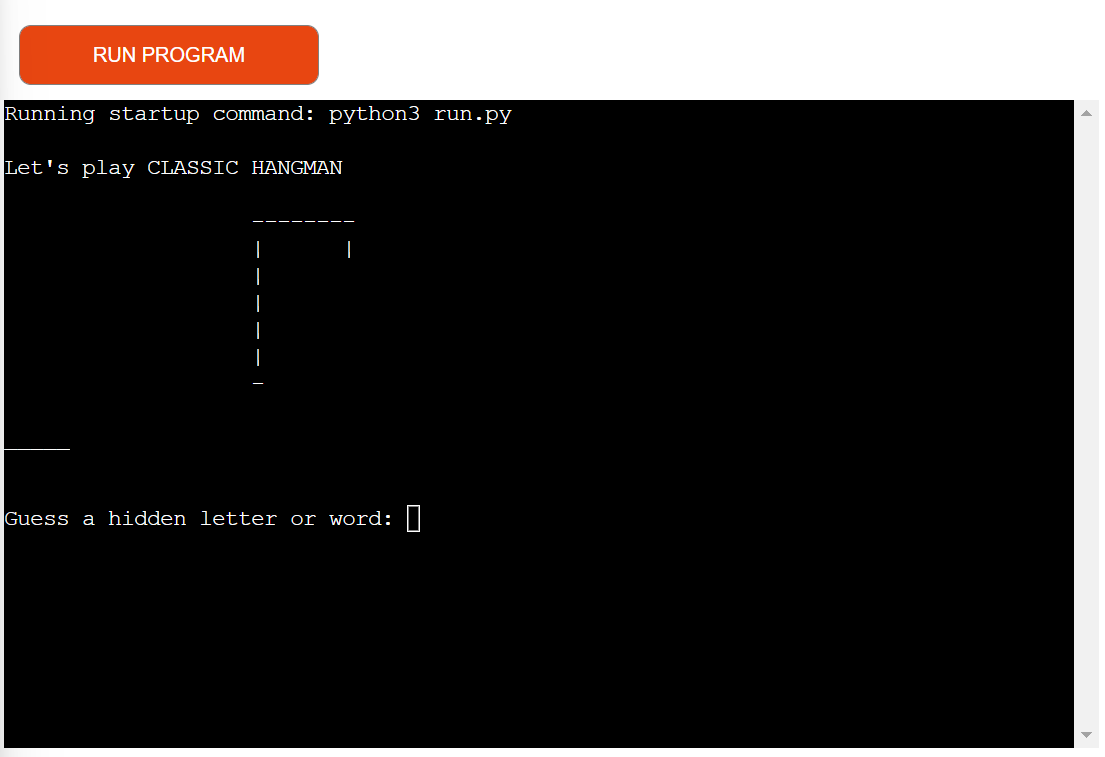 RUN PROGRAM
Running startup command: python3 run.py
Let's play CLASSIC HANGMAN
--------
|      |
|
|
|
|
-
_____
Guess a hidden letter or word: